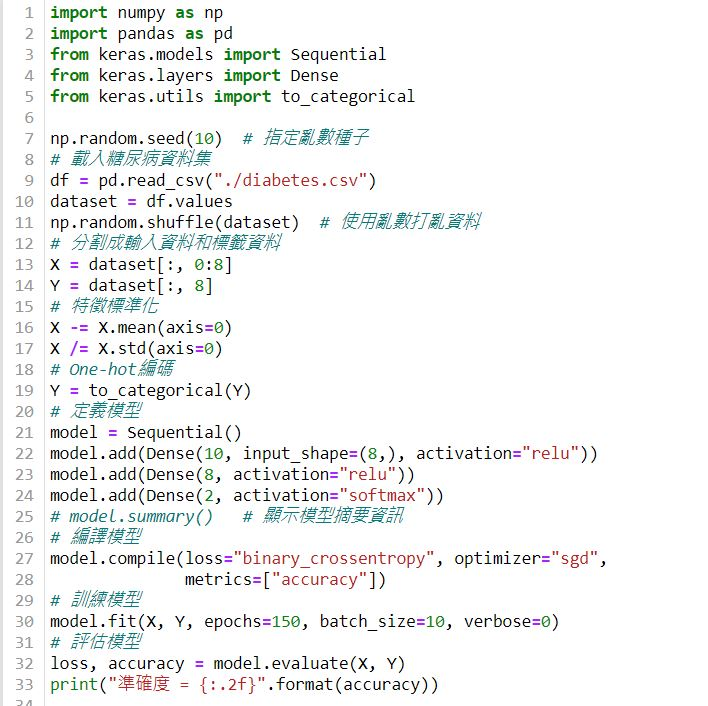 1 import numpy as np
2 import pandas as pd
3 from keras.models import Sequential
4 from keras.layers import Dense
5 from keras.utils import to_categorical
6
7 np.random.seed(10)  # 指定亂數種子
8 # 載入糖尿病資料集
9 df = pd.read_csv("./diabetes.csv")
10 dataset = df.values
11 np.random.shuffle(dataset)  # 使用亂數打亂資料
12 # 分割成輸入資料和標籤資料
13 X = dataset[:, 0:8]
14 Y = dataset[:, 8]
15 # 特徵標準化
16 X -= X.mean(axis=0)
17 X /= X.std(axis=0)
18 # One-hot編碼
19 Y = to_categorical(Y)
20 # 定義模型
21 model = Sequential()
22 model.add(Dense(10, input_shape=(8,), activation="relu"))
23 model.add(Dense(8, activation="relu"))
24 model.add(Dense(2, activation="softmax"))
25 # model.summary()   # 顯示模型摘要資訊
26 # 編譯模型
27 model.compile(loss="binary_crossentropy", optimizer="sgd",
28               metrics=["accuracy"])
29 # 訓練模型
30 model.fit(X, Y, epochs=150, batch_size=10, verbose=0)
31 # 評估模型
32 loss, accuracy = model.evaluate(X, Y)
33 print("準確度 = {:.2f}".format(accuracy))
34